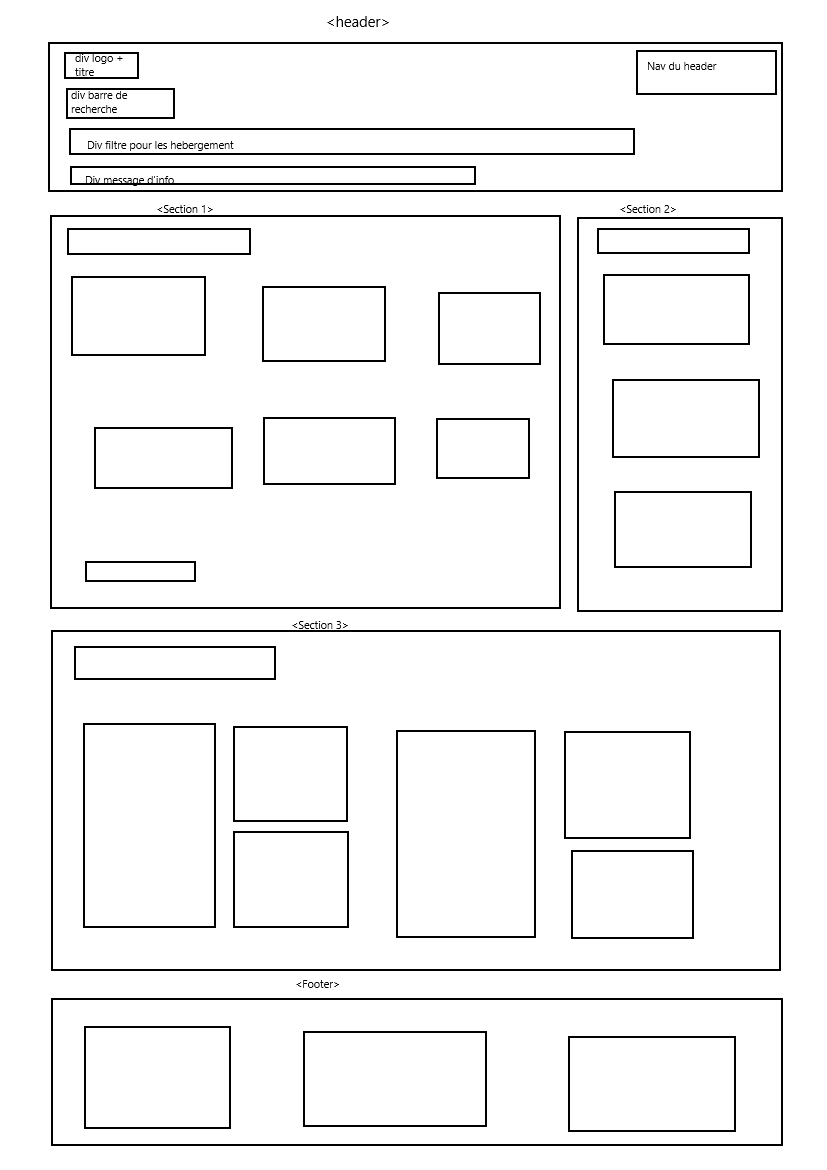 <header>
div logo +
titre
Nav du header
div barre de
recherche
Div filtre pour les hebergement
Div message d'info
<Section 1>
<Section 2>
<Section 3>
<Footer>